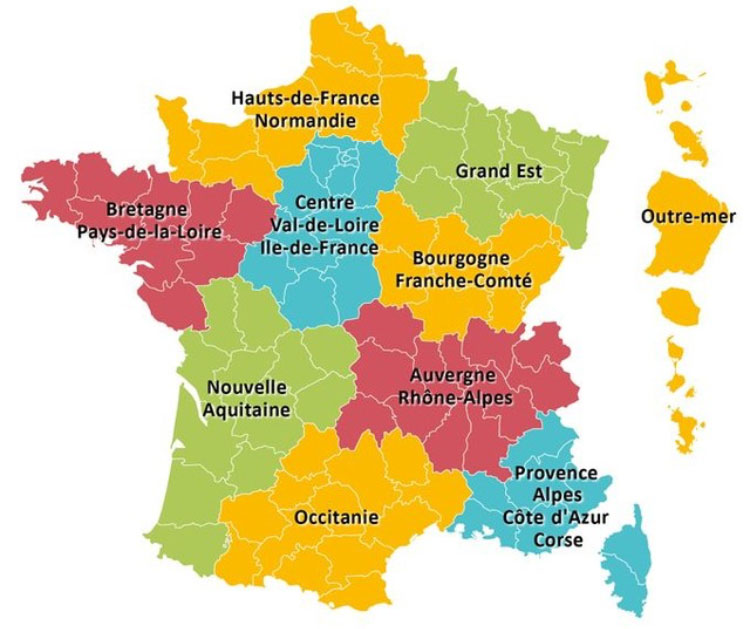 Hauts-de-France
Normandie
Grand Est
Bretagne
Pays-de-la-Loire
Centre
Val-de-Loire
Ile-de-France
Outre-mer
Bourgogne
Franche-Comté
Nouvelle
Aquitaine
Auvergne
Rhône-Alpes
Occitanie
Provence
Alpes
Côte d'Azur
Corse